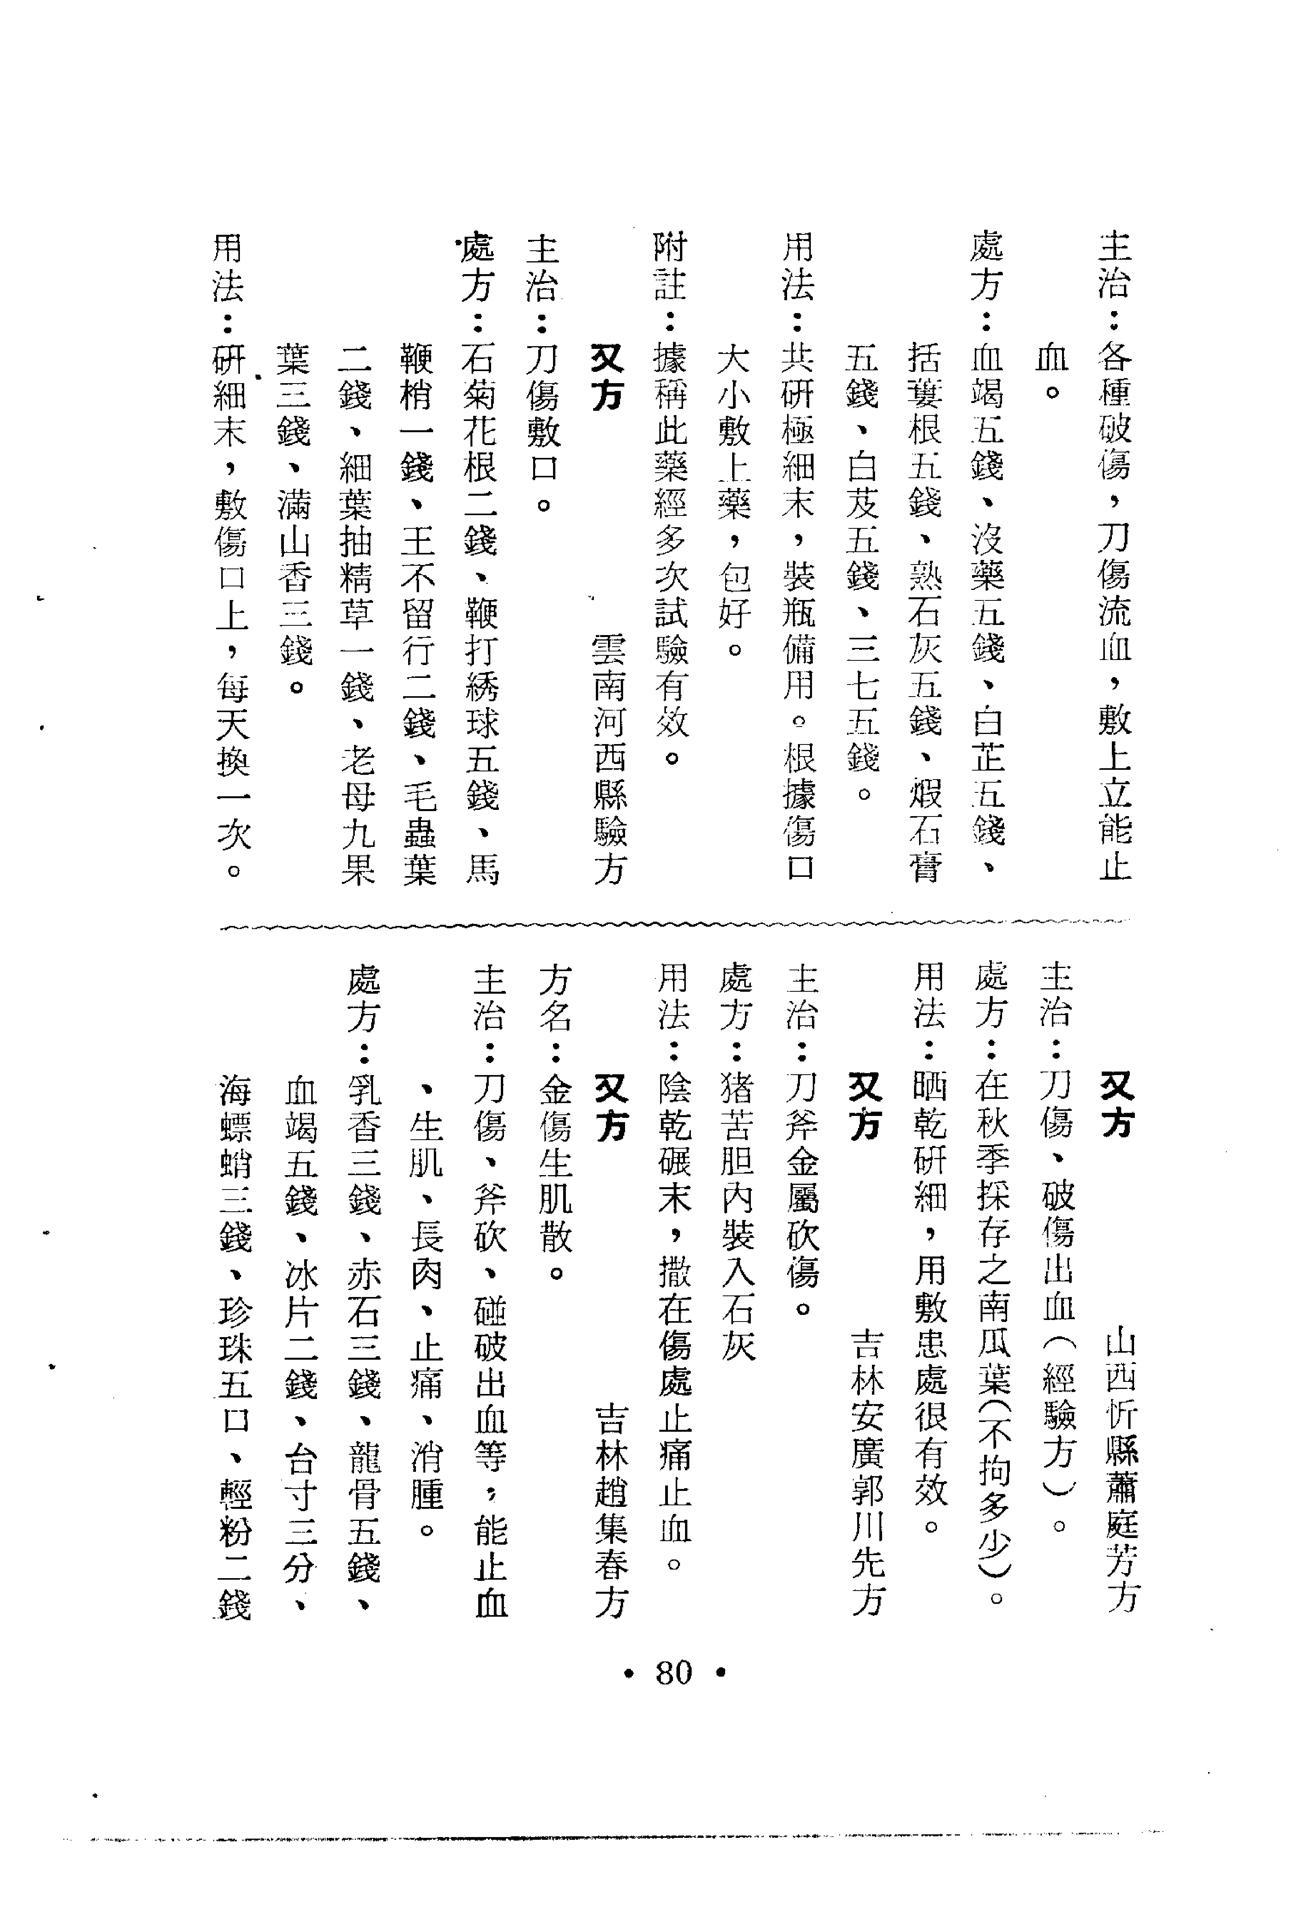 主治：各種破傷，刀傷流血，敷上立能止
血。
處方：血竭五錢、沒藥五錢、白芷五錢、
括蔞根五錢、熟石灰五錢、煅石膏
五錢、白芨五錢、三七五錢。
用法：共研極細末，裝瓶備用。根據傷口
大小敷上藥，包好。
附註：據稱此藥經多次試驗有效。
又方　雲南河西縣驗方
主治：刀傷敷口。
處方：石菊花根二錢、鞭打綉球五錢、馬
鞭梢一錢、王不留行二錢、毛蟲葉
二錢、細葉抽精草一錢、老母九果
葉三錢、滿山香三錢。
用法：研細末，敷傷口上，每天換一次。
又方　山西忻縣蕭庭芳方
主治：刀傷、破傷出血（經驗方）。
處方：在秋季採存之南瓜葉（不拘多少）。
用法：晒乾研細，用敷患處很有效。
又方　吉林安廣郭川先方
主治：刀斧金屬砍傷。
處方：猪苦胆內裝入石灰
用法：陰乾碾末，撒在傷處止痛止血。
又方　吉林趙集春方
方名：金傷生肌散。
主治：刀傷、斧砍、碰破出血等，能止血
、生肌、長肉、止痛、消腫。
處方：乳香三錢、赤石三錢、龍骨五錢、
血竭五錢、冰片二錢、台寸三分、
海螵蛸三錢、珍珠五口、輕粉二錢
• 80 •